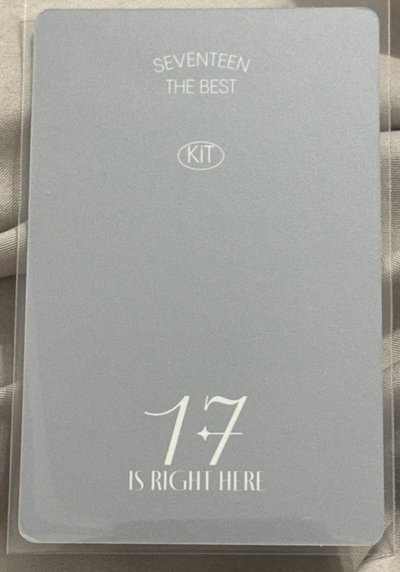 SEVENTEEN
THE BEST
KiT
17
IS RIGHT HERE